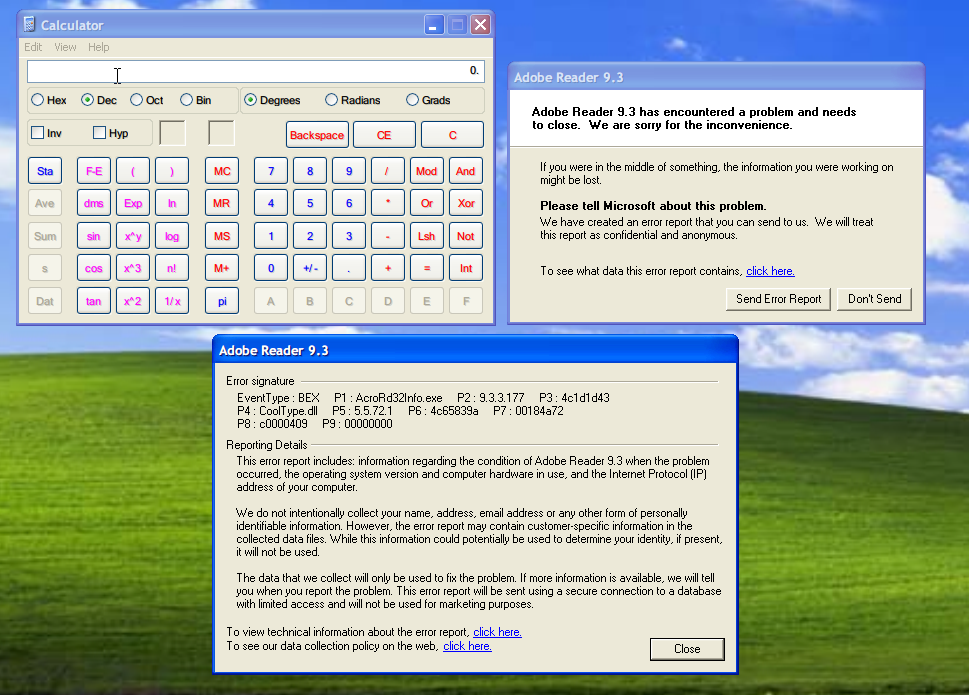 Calculator
Edit View Help
0.
Hex Dec Oct Bin Degrees Radians Grads
Inv Hyp Backspace CE C
Sta F-E ( ) MC 7 8 9 / Mod And
Ave dms Exp ln MR 4 5 6 * Or Xor
Sum sin x^y log MS 1 2 3 - Lsh Not
s cos x^3 n! M+ 0 +/- . + = Int
Dat tan x^2 1/x pi A B C D E F
Adobe Reader 9.3
Adobe Reader 9.3 has encountered a problem and needs
to close. We are sorry for the inconvenience.
If you were in the middle of something, the information you were working on
might be lost.
Please tell Microsoft about this problem.
We have created an error report that you can send to us. We will treat
this report as confidential and anonymous.
To see what data this error report contains, click here.
Send Error Report Don't Send
Adobe Reader 9.3
Error signature
EventType : BEX P1 : AcroRd32Info.exe P2 : 9.3.3.177 P3 : 4c1d1d43
P4 : CoolType.dll P5 : 5.5.72.1 P6 : 4c65839a P7 : 00184a72
P8 : c0000409 P9 : 00000000
Reporting Details
This error report includes: information regarding the condition of Adobe Reader 9.3 when the problem
occurred, the operating system version and computer hardware in use, and the Internet Protocol (IP)
address of your computer.
We do not intentionally collect your name, address, email address or any other form of personally
identifiable information. However, the error report may contain customer-specific information in the
collected data files. While this information could potentially be used to determine your identity, if present,
it will not be used.
The data that we collect will only be used to fix the problem. If more information is available, we will tell
you when you report the problem. This error report will be sent using a secure connection to a database
with limited access and will not be used for marketing purposes.
To view technical information about the error report, click here.
To see our data collection policy on the web, click here.
Close